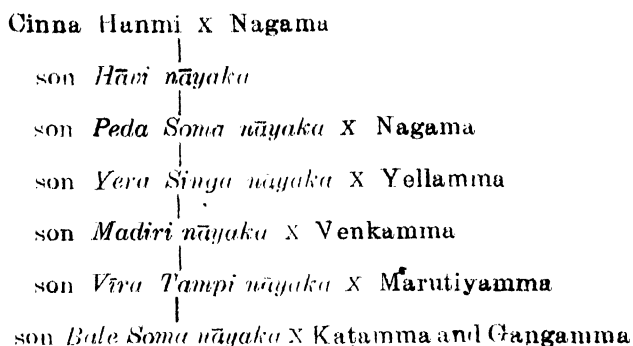 Cinna Hanmi X Nagama
son Hāvi nāyaka
son Peda Soma nāyaka X Nagama
son Yera Singa nāyaka X Yellamma
son Madiri nāyaka X Venkamma
son Vīra Tampi nāyaka X Marutiyamma
son Bale Soma nāyaka X Katamma and Gangamma